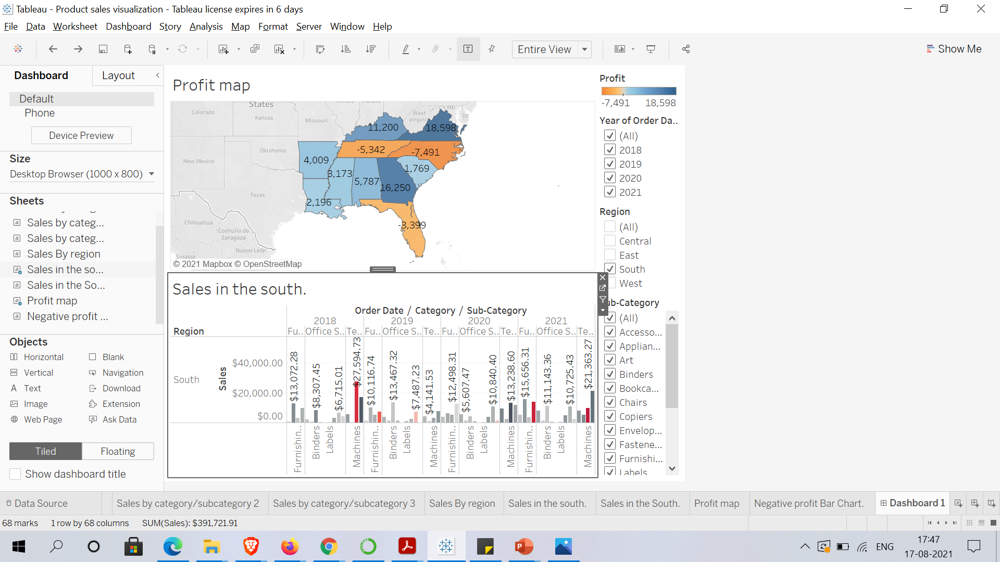 Tableau - Product sales visualization - Tableau license expires in 6 days
File Data Worksheet Dashboard Story Analysis Map Format Server Window Help
Entire View
Show Me
Dashboard Layout
Default
Phone
Device Preview
Size
Desktop Browser (1000 x 800)
Sheets
Sales by categ...
Sales by categ...
Sales By region
Sales in the so...
Sales in the So...
Profit map
Negative profit ...
Objects
Horizontal Blank
Vertical Navigation
Text Download
Image Extension
Web Page Ask Data
Tiled Floating
Show dashboard title
Profit map
States
Colorado
Kansas
Missouri
West
Virginia
MD
DE
Oklahoma
New Mexico
Texas
Chihuahua
Coahuila de
Zaragoza
Nuevo León
Sinaloa
11,200
18,598
-5,342
-7,491
4,009
3,173
1,769
5,787
16,250
2,196
-3,399
© 2021 Mapbox © OpenStreetMap
Sales in the south.
Order Date / Category / Sub-Category
2018 2019 2020 2021
Region
Fu.. Office S.. Te.. Fu.. Office S.. Te.. Fu.. Office S.. Te.. Fu.. Office S.. Te..
South
Sales
$40,000.00
$20,000.00
$0.00
$13,072.28
$8,307.45
$6,715.01
$27,594.73
$10,116.74
$13,467.32
$7,487.23
$4,141.53
$12,498.31
$5,607.47
$10,840.40
$13,238.60
$15,656.31
$11,143.36
$10,725.43
$21,363.27
Furnishin..
Binders
Labels
Machines
Furnishin..
Binders
Labels
Machines
Furnishin..
Binders
Labels
Machines
Furnishin..
Binders
Labels
Machines
Profit
-7,491 18,598
Year of Order Da..
(All)
2018
2019
2020
2021
Region
(All)
Central
East
South
West
ub-Category
(All)
Accesso...
Applian...
Art
Binders
Bookca...
Chairs
Copiers
Envelop...
Fastene...
Furnishi...
Labels
Data Source
Sales by category/subcategory 2
Sales by category/subcategory 3
Sales By region
Sales in the south.
Sales in the South.
Profit map
Negative profit Bar Chart.
Dashboard 1
68 marks 1 row by 68 columns SUM(Sales): $391,721.91
ENG
17:47
17-08-2021